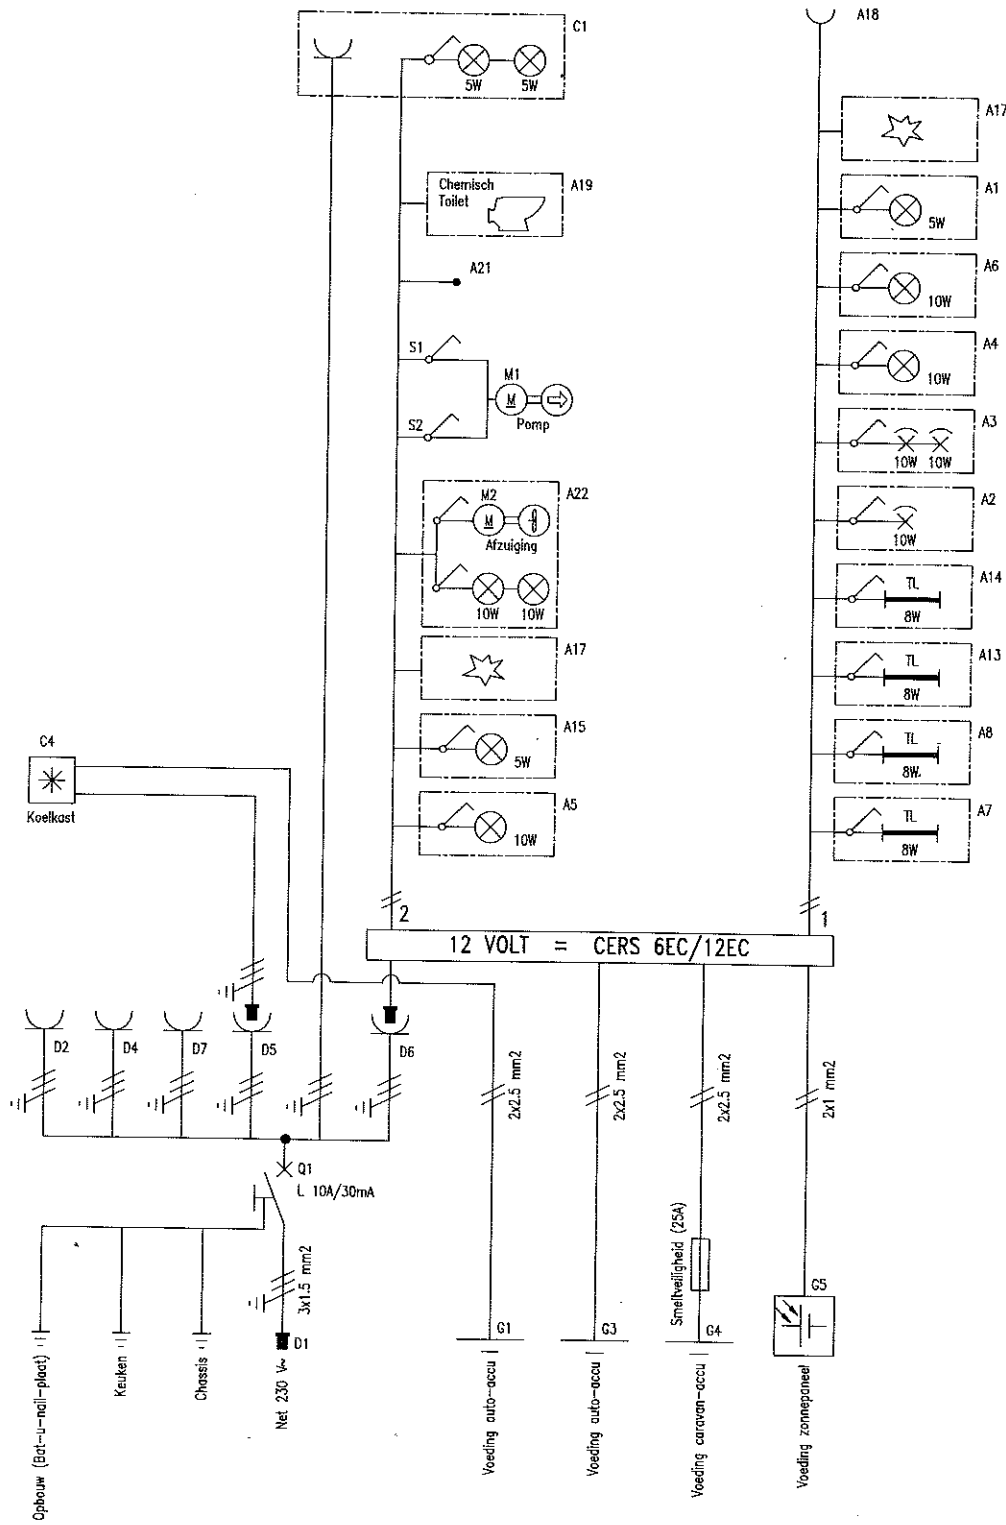 C1
A18
5W
5W
A17
Chemisch
Toilet
A19
A1
5W
A21
A6
10W
S1
M1
M
S2
Pomp
A4
10W
A3
10W
10W
A22
M2
M
Afzuiging
10W
10W
A2
10W
A14
TL
8W
A17
A13
TL
8W
A15
5W
A8
TL
8W
C4
Koelkast
A5
10W
A7
TL
8W
2
1
12 VOLT = CERS 6EC/12EC
D2
D4
D7
D5
D6
2x2.5 mm2
2x2.5 mm2
2x2.5 mm2
2x1 mm2
Q1
L 10A/30mA
3x1.5 mm2
Smeltveiligheid (25A)
G1
G3
G4
G5
D1
Opbouw (Bat-u-nail-plaat)
Keuken
Chassis
Net 230 V~
Voeding auto-accu
Voeding auto-accu
Voeding caravan-accu
Voeding zonnepaneel